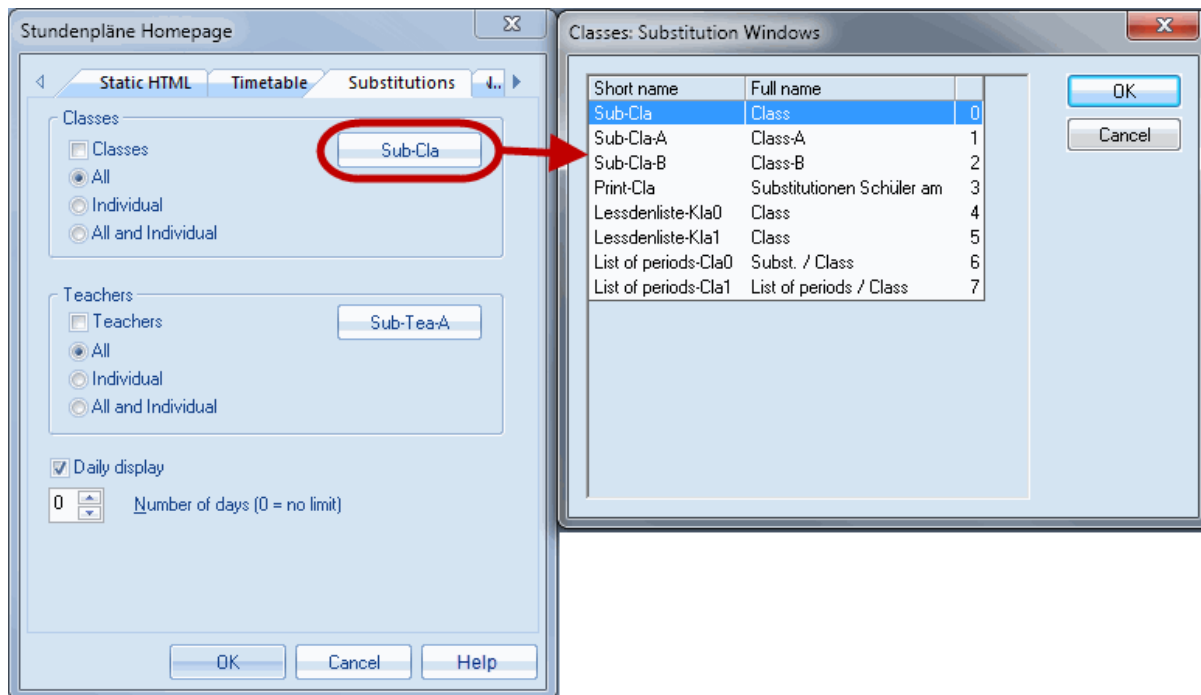 Stundenpläne Homepage
Static HTML Timetable Substitutions
Classes
Classes
Sub-Cla
All
Individual
All and Individual
Teachers
Teachers
Sub-Tea-A
All
Individual
All and Individual
Daily display
0 Number of days (0 = no limit)
OK Cancel Help
Classes: Substitution Windows
Short name Full name
Sub-Cla Class 0
Sub-Cla-A Class-A 1
Sub-Cla-B Class-B 2
Print-Cla Substitutionen Schüler am 3
Lessdenliste-Kla0 Class 4
Lessdenliste-Kla1 Class 5
List of periods-Cla0 Subst. / Class 6
List of periods-Cla1 List of periods / Class 7
OK
Cancel